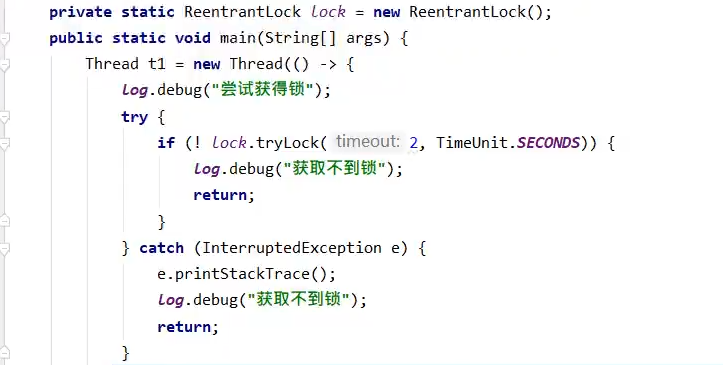 private static ReentrantLock lock = new ReentrantLock();
public static void main(String[] args) {
Thread t1 = new Thread(() -> {
log.debug("尝试获得锁");
try {
if (! lock.tryLock( timeout: 2, TimeUnit.SECONDS)) {
log.debug("获取不到锁");
return;
}
} catch (InterruptedException e) {
e.printStackTrace();
log.debug("获取不到锁");
return;
}